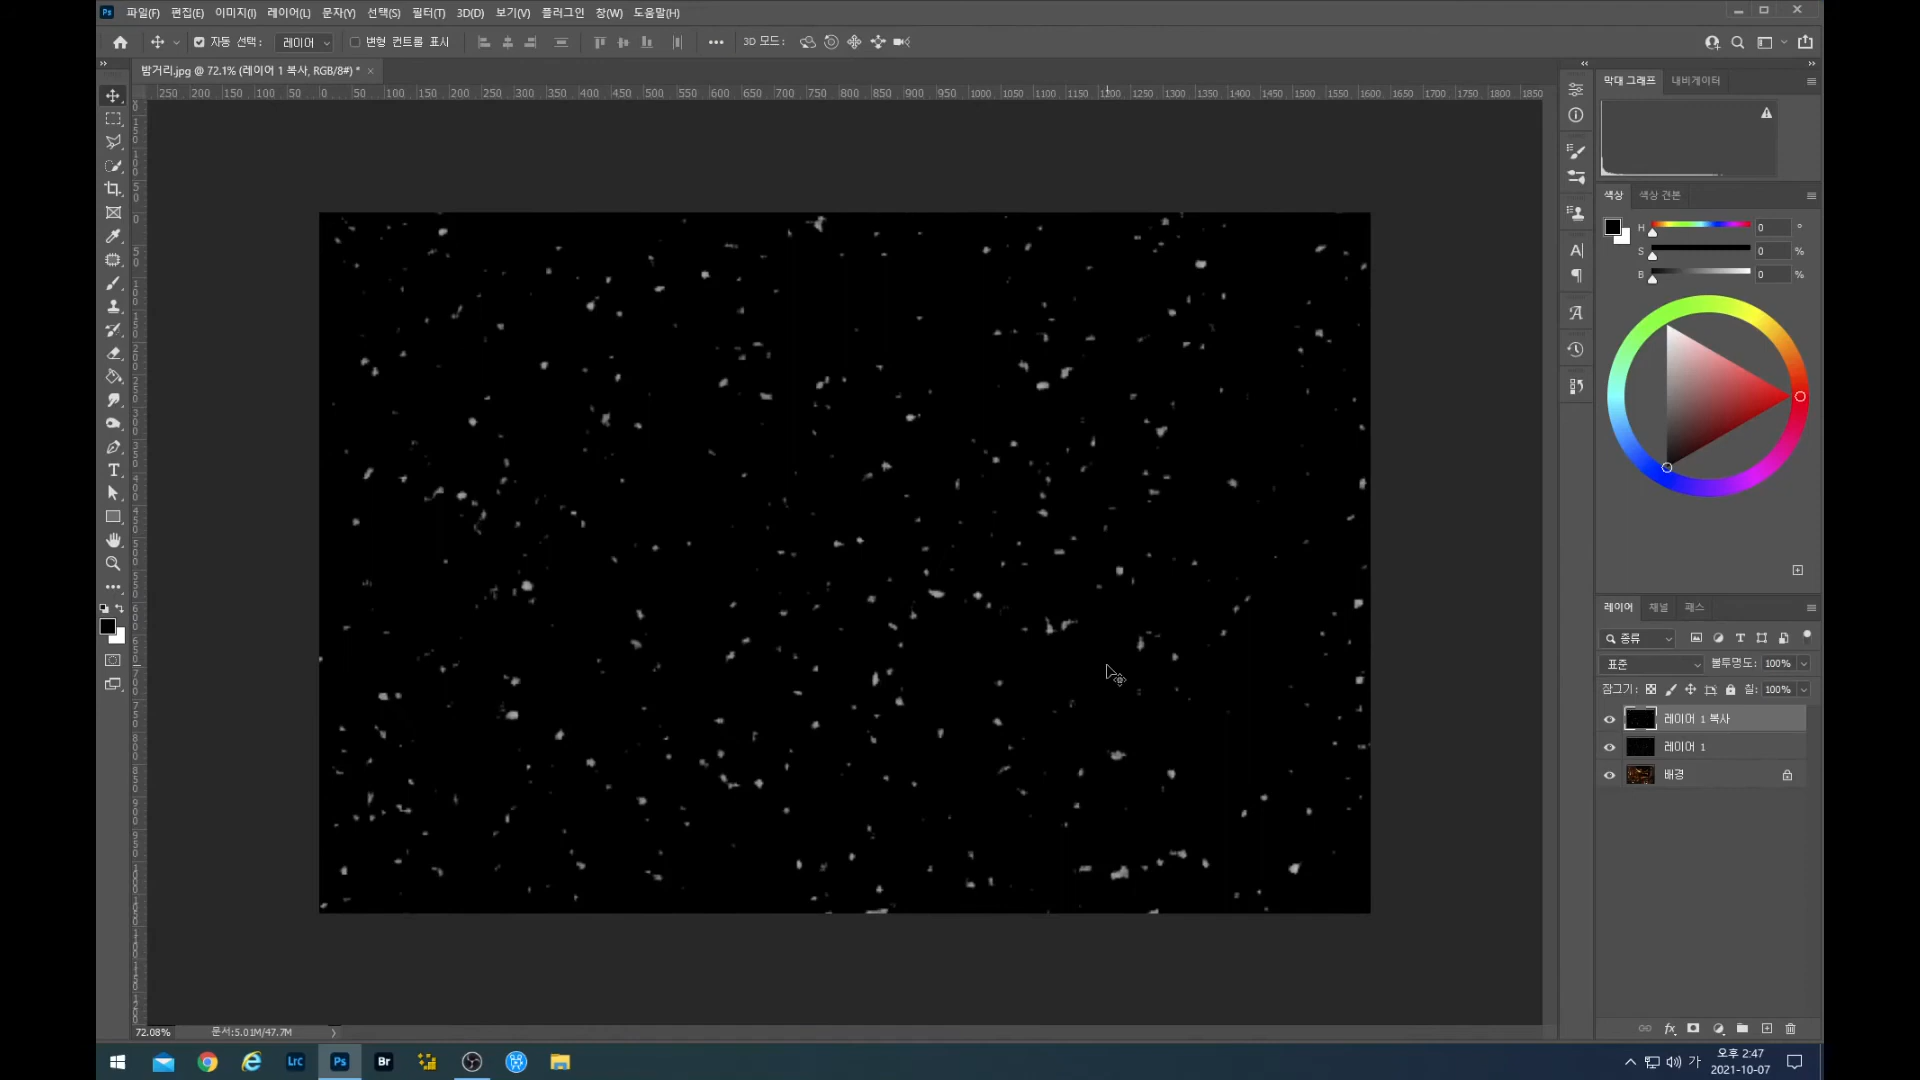 파일(F) 편집(E) 이미지(I) 레이어(L) 문자(Y) 선택(S) 필터(T) 3D(D) 보기(V) 플러그인 창(W) 도움말(H)
자동 선택: 레이어 변형 컨트롤 표시 3D 모드:
밤거리.jpg @ 72.1% (레이어 1 복사, RGB/8#) * ×
250 200 150 100 50 0 50 100 150 200 250 300 350 400 450 500 550 600 650 700 750 800 850 900 950 1000 1050 1100 1150 1200 1250 1300 1350 1400 1450 1500 1550 1600 1650 1700 1750 1800 1850
막대 그래프 내비게이터
색상 색상 견본
H 0 °
S 0 %
B 0 %
레이어 채널 패스
종류
표준 불투명도: 100%
잠그기: 칠: 100%
레이어 1 복사
레이어 1
배경
fx
72.08% 문서:5.01M/47.7M
LrC Ps Br
가 오후 2:47
2021-10-07